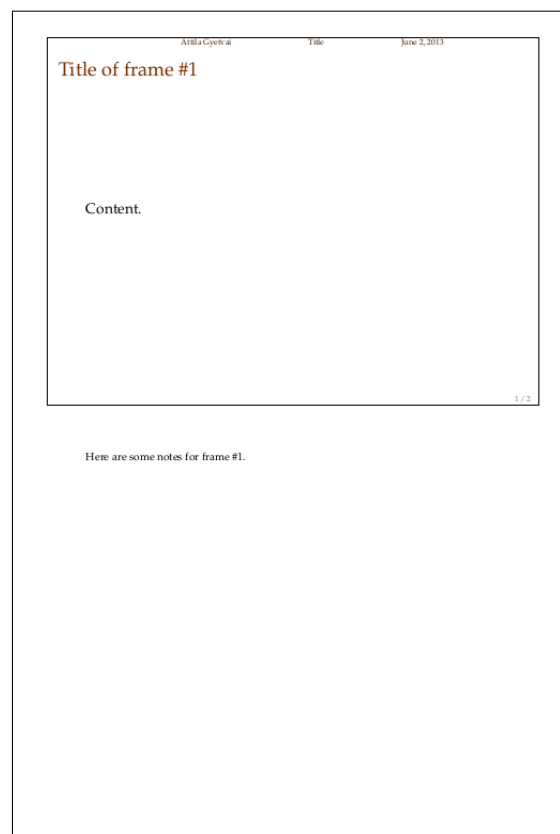 Attila Gyetvai Title June 2, 2013
Title of frame #1
Content.
1 / 2
Here are some notes for frame #1.